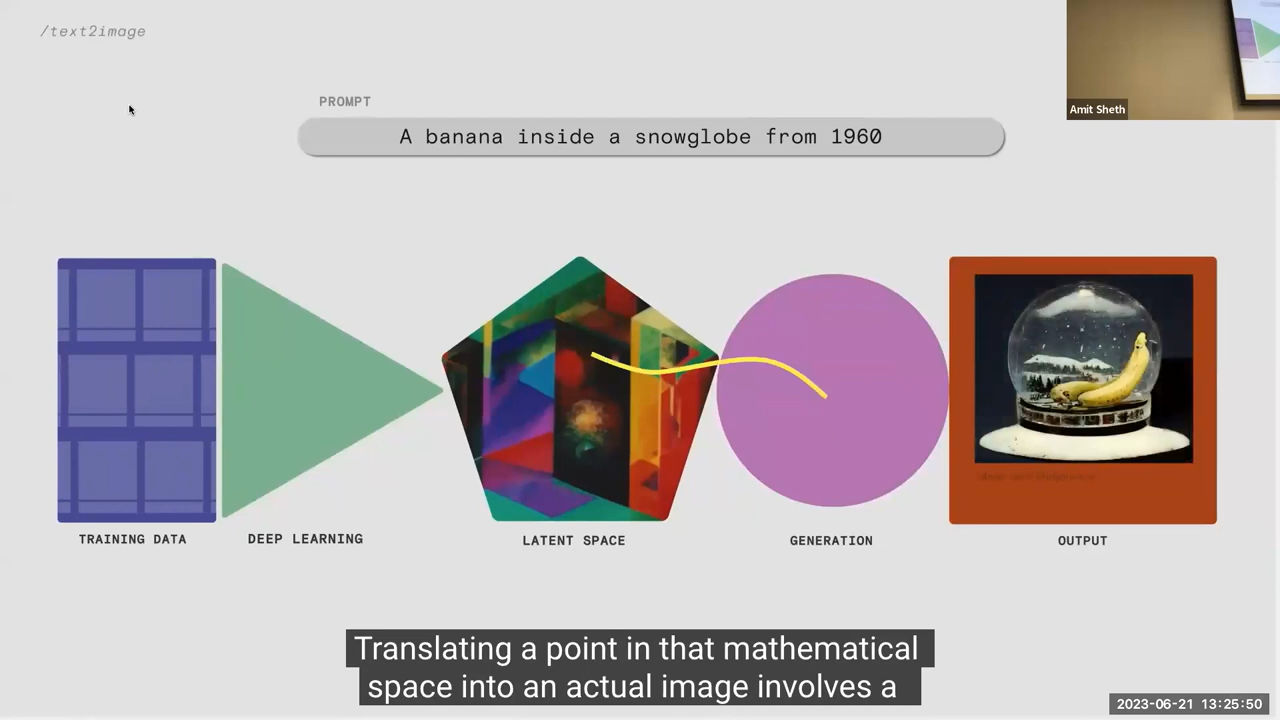 /text2image
Amit Sheth
PROMPT
A banana inside a snowglobe from 1960
TRAINING DATA
DEEP LEARNING
LATENT SPACE
GENERATION
OUTPUT
Translating a point in that mathematical
space into an actual image involves a
2023-06-21 13:25:50